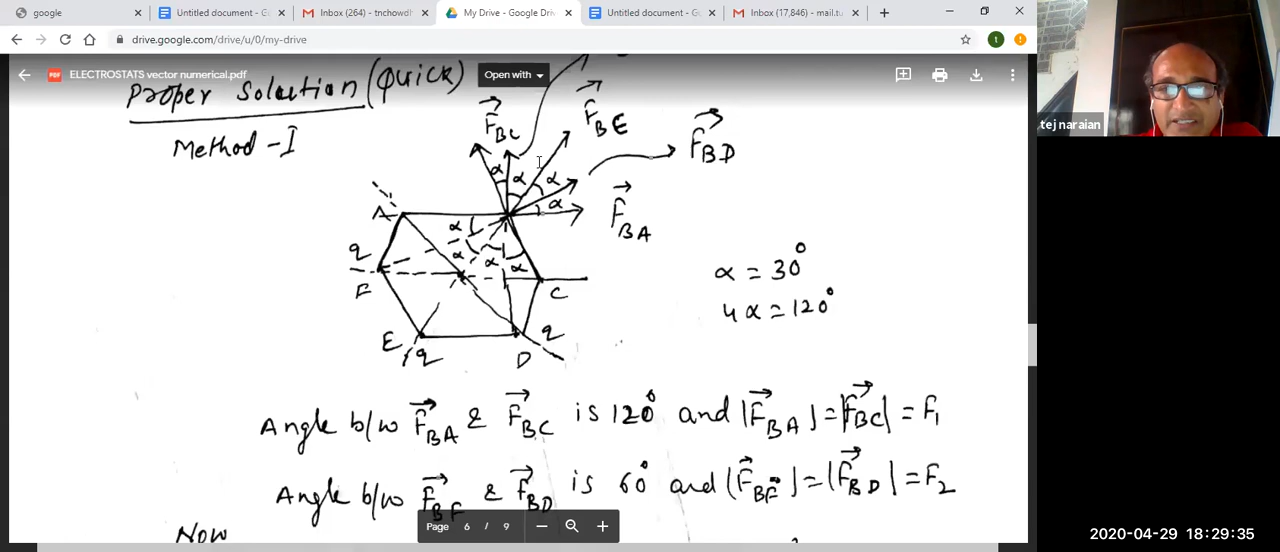 google
Untitled document - G
Inbox (264) - tnchowdh
My Drive - Google Driv
Untitled document - G
Inbox (17,846) - mail.tu
drive.google.com/drive/u/0/my-drive
t
PDF
ELECTROSTATS vector numerical.pdf
Open with
Proper Solution (Quick)
Method - I
F BC
F BE
F BD
F BA
α α α α
A
α
α α α
q
F
C
E q
D q
α = 30°
4α = 120°
Angle b/w F BA & F BC is 120° and |F BA| = |F BC| = F1
Angle b/w F BF & F BD is 60° and |F BF| = |F BD| = F2
Now
Page 6 / 9
tej naraian
2020-04-29 18:29:35